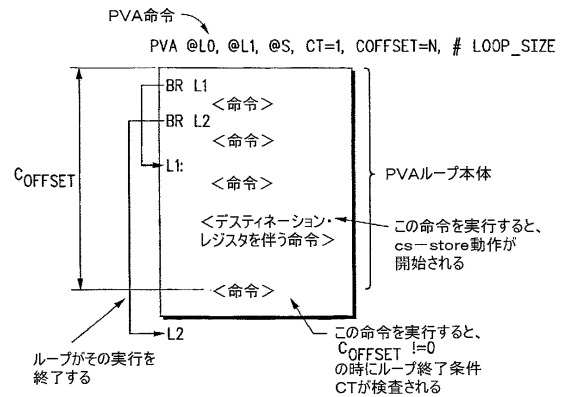 PVA命令
PVA @L0, @L1, @S, CT=1, COFFSET=N, # LOOP_SIZE
BR L1
<命令>
BR L2
<命令>
L1:
<命令>
COFFSET
PVAループ本体
<デスティネーション・
レジスタを伴う命令>
この命令を実行すると、
cs-store動作が
開始される
<命令>
L2
ループがその実行を
終了する
この命令を実行すると、
COFFSET !=0
の時にループ終了条件
CTが検査される